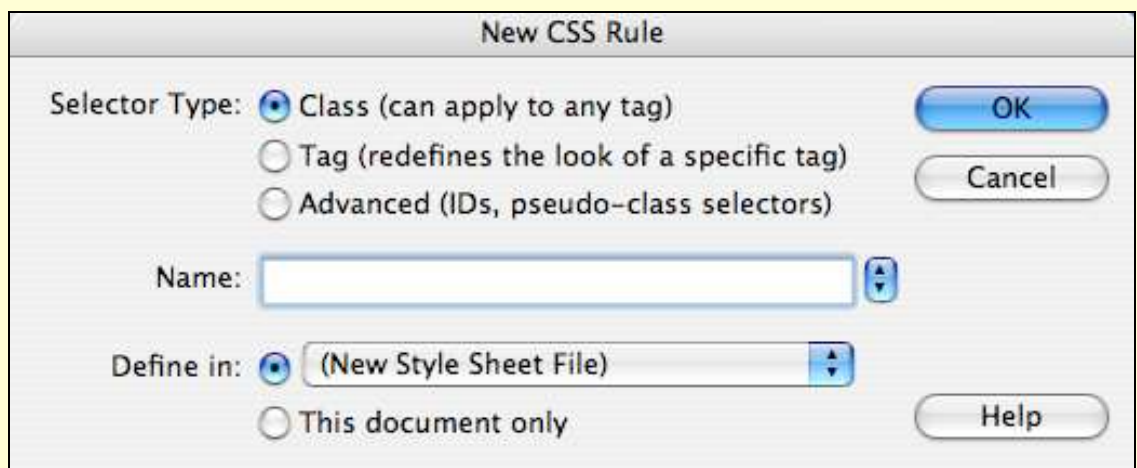 New CSS Rule
Selector Type: Class (can apply to any tag)
OK
Tag (redefines the look of a specific tag)
Cancel
Advanced (IDs, pseudo-class selectors)
Name:
Define in: (New Style Sheet File)
This document only
Help